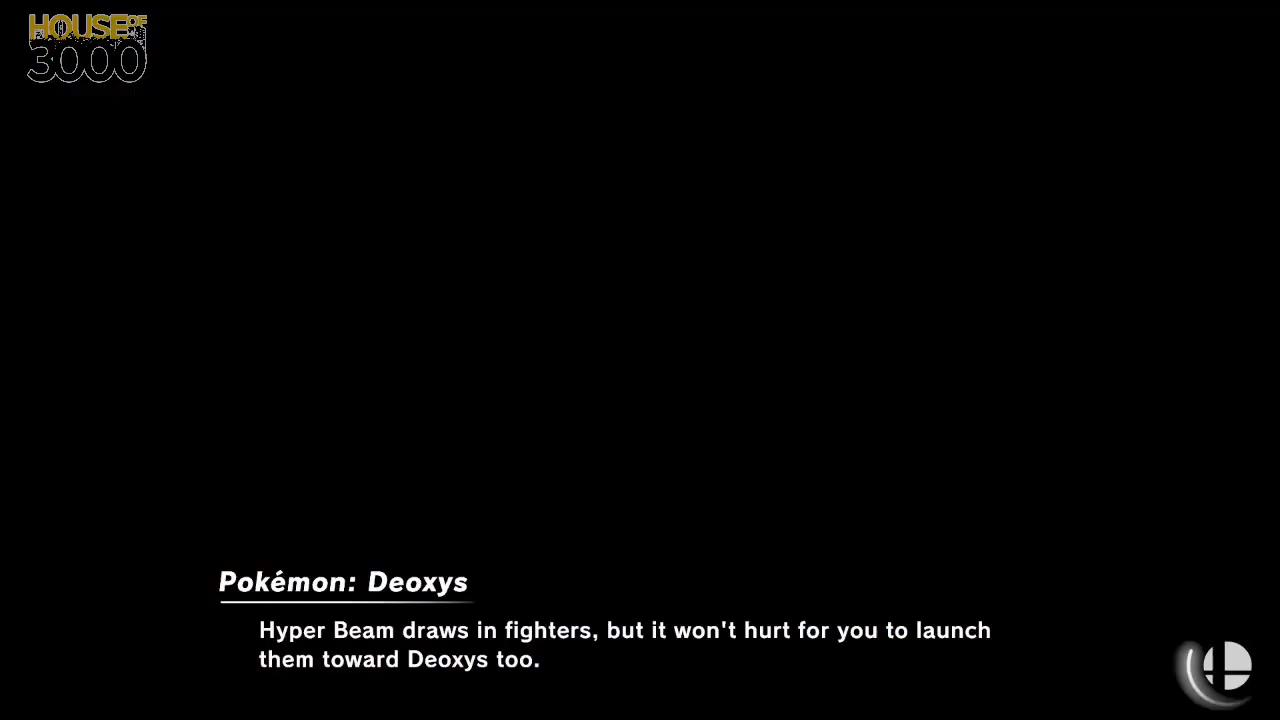 HOUSE OF
3000
Pokémon: Deoxys
Hyper Beam draws in fighters, but it won't hurt for you to launch
them toward Deoxys too.